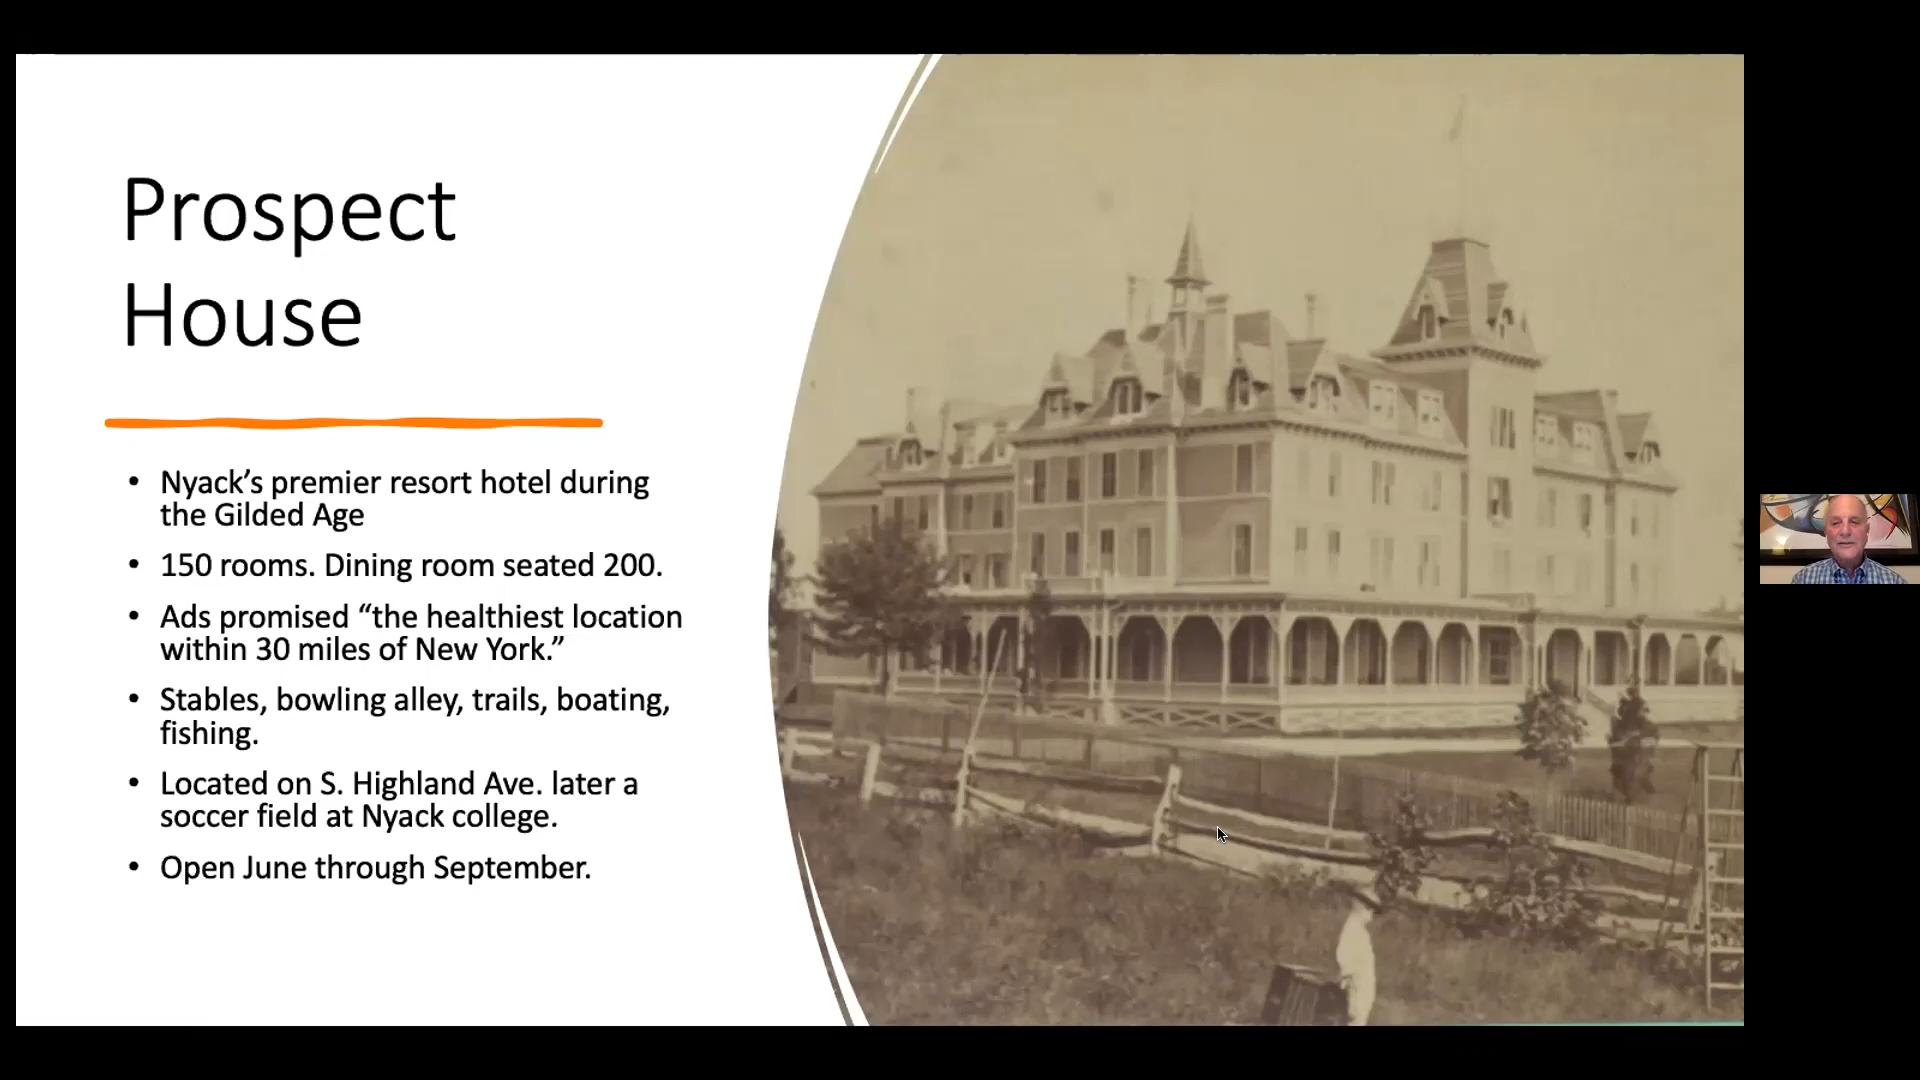 Prospect
House
• Nyack’s premier resort hotel during
the Gilded Age
• 150 rooms. Dining room seated 200.
• Ads promised “the healthiest location
within 30 miles of New York.”
• Stables, bowling alley, trails, boating,
fishing.
• Located on S. Highland Ave. later a
soccer field at Nyack college.
• Open June through September.